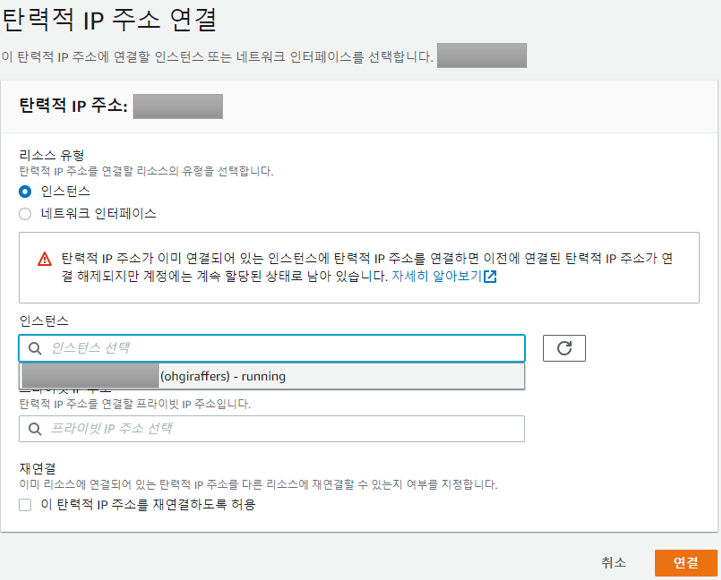 탄력적 IP 주소 연결
이 탄력적 IP 주소에 연결할 인스턴스 또는 네트워크 인터페이스를 선택합니다.
탄력적 IP 주소:
리소스 유형
탄력적 IP 주소를 연결할 리소스의 유형을 선택합니다.
인스턴스
네트워크 인터페이스
탄력적 IP 주소가 이미 연결되어 있는 인스턴스에 탄력적 IP 주소를 연결하면 이전에 연결된 탄력적 IP 주소가 연
결 해제되지만 계정에는 계속 할당된 상태로 남아 있습니다. 자세히 알아보기
인스턴스
인스턴스 선택
(ohgiraffers) - running
프라이빗 IP 주소
탄력적 IP 주소를 연결할 프라이빗 IP 주소입니다.
프라이빗 IP 주소 선택
재연결
이미 리소스에 연결되어 있는 탄력적 IP 주소를 다른 리소스에 재연결할 수 있는지 여부를 지정합니다.
이 탄력적 IP 주소를 재연결하도록 허용
취소
연결